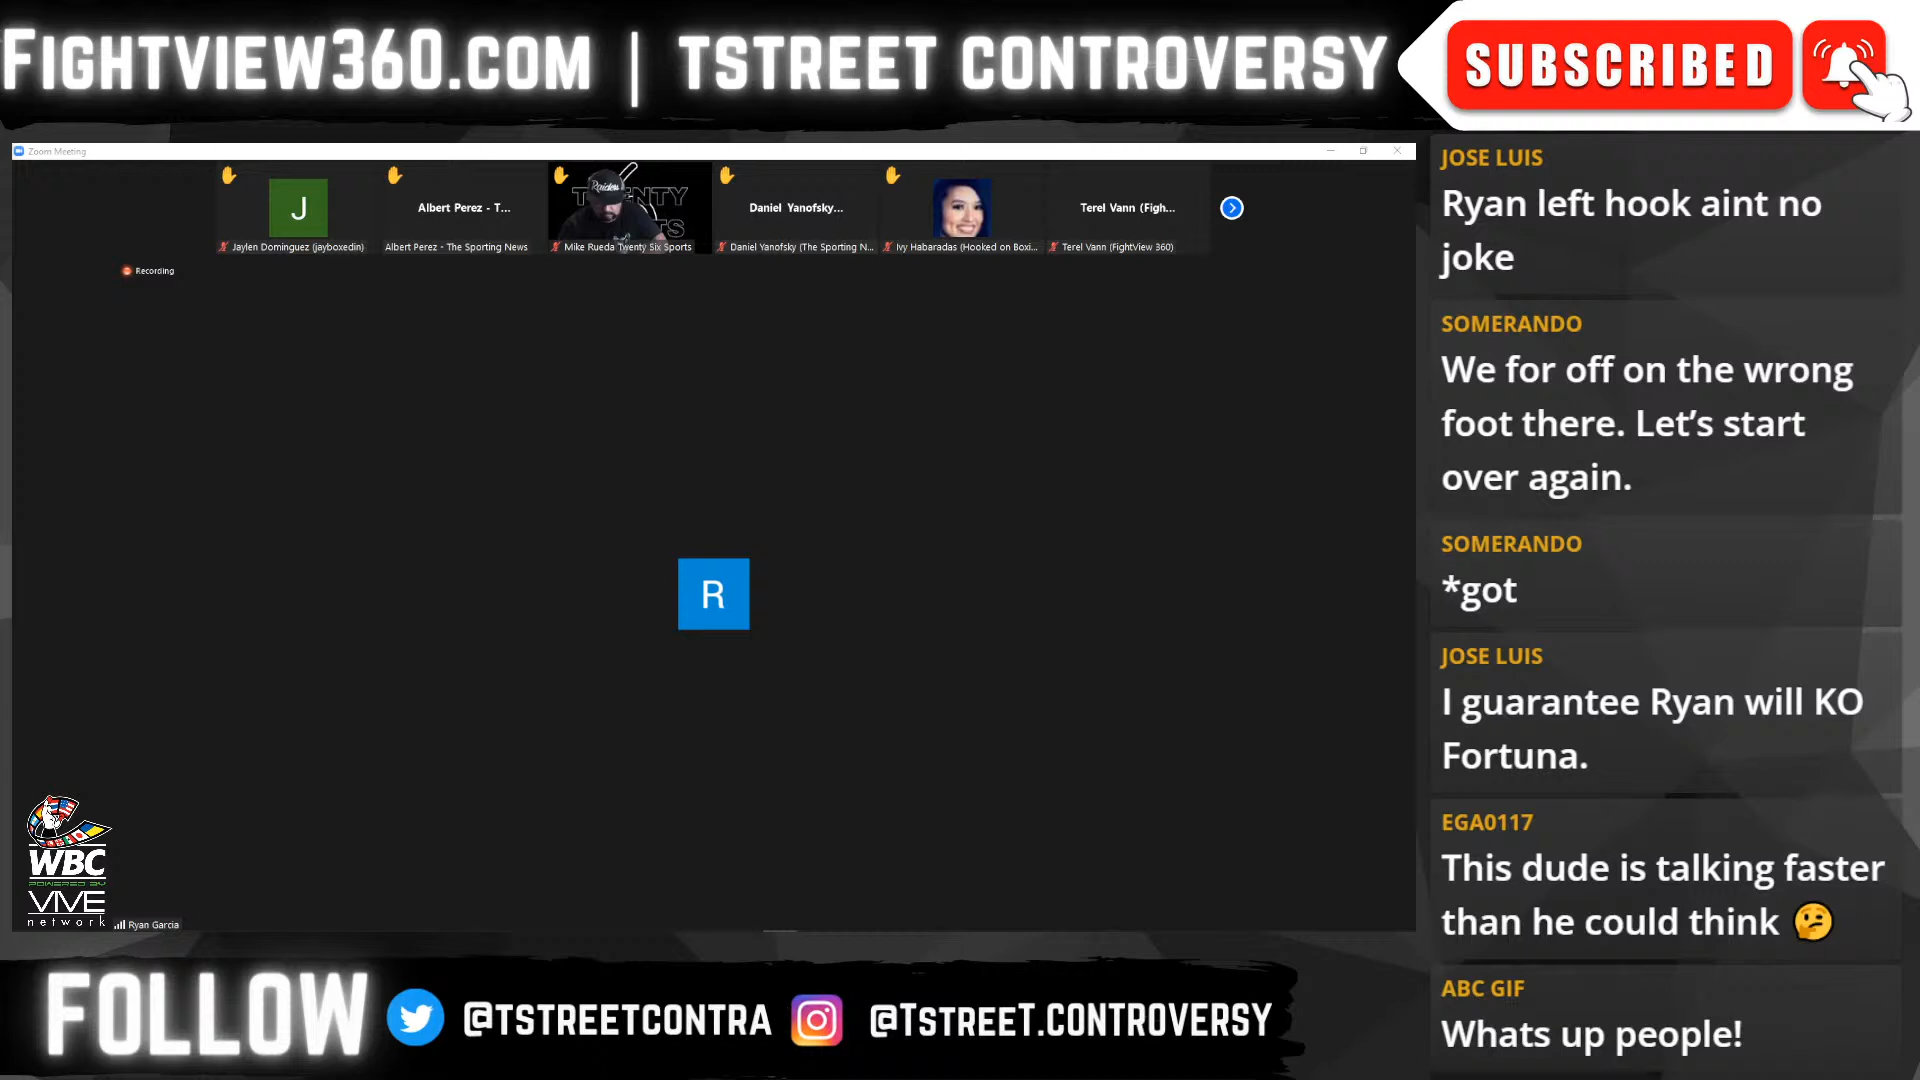 FIGHTVIEW360.COM | TSTREET CONTROVERSY
SUBSCRIBED
Zoom Meeting
J
Albert Perez - T...
Raiders
TWENTY
Daniel Yanofsky...
Terel Vann (Figh...
Jaylen Dominguez (jayboxedin)
Albert Perez - The Sporting News
Mike Rueda Twenty Six Sports
Daniel Yanofsky (The Sporting N...
Ivy Habaradas (Hooked on Boxi...
Terel Vann (FightView 360)
Recording
R
WBC
POWERED BY
VIVE
network
Ryan Garcia
JOSE LUIS
Ryan left hook aint no
joke
SOMERANDO
We for off on the wrong
foot there. Let’s start
over again.
SOMERANDO
*got
JOSE LUIS
I guarantee Ryan will KO
Fortuna.
EGA0117
This dude is talking faster
than he could think 🤔
ABC GIF
Whats up people!
FOLLOW
@TSTREETCONTRA
@TSTREET.CONTROVERSY